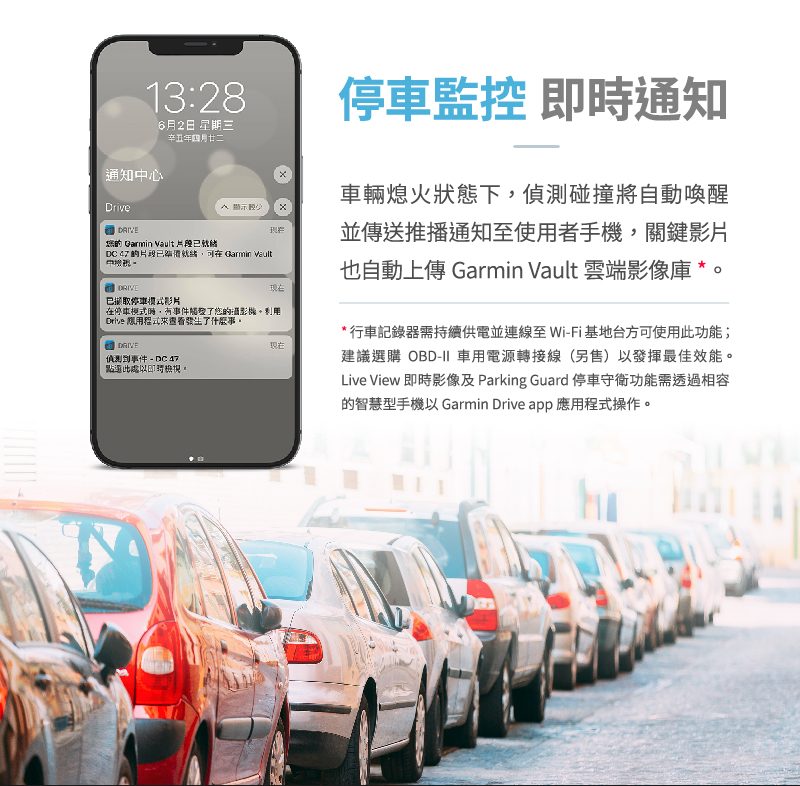 13:28
6月2日 星期三
辛五年四月廿二
通知中心
Drive
顯示較少
DRIVE
現在
您的 Garmin Vault 片段已就緒
DC 47 的片段已準備就緒，可在 Garmin Vault
中檢視。
DRIVE
現在
已擷取停車模式影片
在停車模式時，有事件觸發了您的攝影機。利用
Drive 應用程式來查看發生了什麼事。
DRIVE
現在
偵測到事件 - DC 47
點選此處以即時檢視。
停車監控 即時通知
車輛熄火狀態下，偵測碰撞將自動喚醒
並傳送推播通知至使用者手機，關鍵影片
也自動上傳 Garmin Vault 雲端影像庫 *。
* 行車記錄器需持續供電並連線至 Wi-Fi 基地台方可使用此功能；
建議選購 OBD-II 車用電源轉接線（另售）以發揮最佳效能。
Live View 即時影像及 Parking Guard 停車守衛功能需透過相容
的智慧型手機以 Garmin Drive app 應用程式操作。